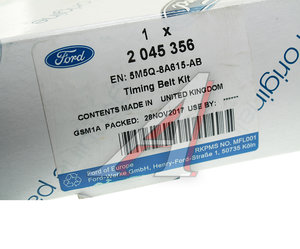 1 x
Ford
2 045 356
EN: 5M5Q-8A615-AB
Timing Belt Kit
CONTENTS MADE IN UNITED KINGDOM
GSM1A PACKED: 28NOV2017 USE BY: ------
RKPMS NO. MFL001
Ford of Europe
Ford-Werke GmbH, Henry-Ford-Straße 1, 50735 Köln
origin